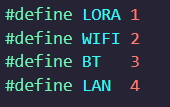 #define LORA 1
#define WIFI 2
#define BT   3
#define LAN  4